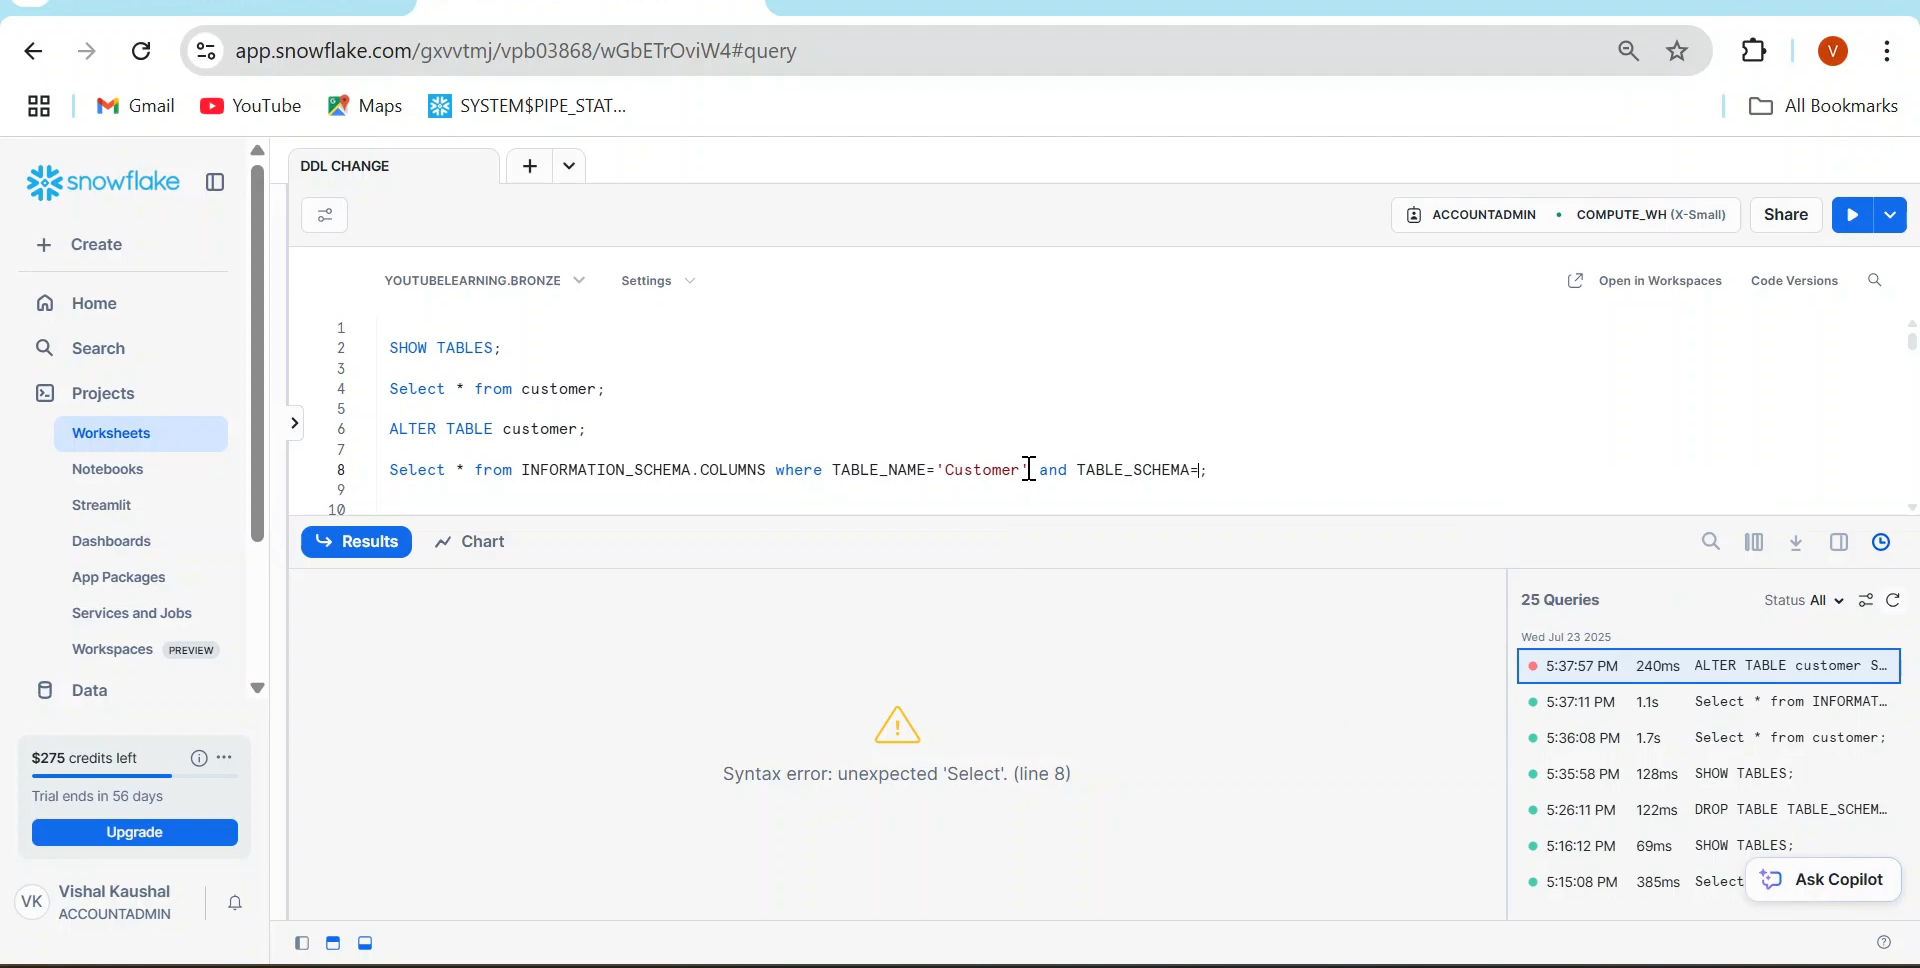 app.snowflake.com/gxvvtmj/vpb03868/wGbETrOviW4#query
V
Gmail
YouTube
Maps
SYSTEM$PIPE_STAT...
All Bookmarks
snowflake
Create
Home
Search
Projects
Worksheets
Notebooks
Streamlit
Dashboards
App Packages
Services and Jobs
Workspaces PREVIEW
Data
$275 credits left
Trial ends in 56 days
Upgrade
VK
Vishal Kaushal
ACCOUNTADMIN
DDL CHANGE
ACCOUNTADMIN
COMPUTE_WH (X-Small)
Share
YOUTUBELEARNING.BRONZE
Settings
Open in Workspaces
Code Versions
1
2 SHOW TABLES;
3
4 Select * from customer;
5
6 ALTER TABLE customer;
7
8 Select * from INFORMATION_SCHEMA.COLUMNS where TABLE_NAME='Customer' and TABLE_SCHEMA=;
9
10
Results
Chart
Syntax error: unexpected 'Select'. (line 8)
25 Queries
Status All
Wed Jul 23 2025
5:37:57 PM 240ms ALTER TABLE customer S...
5:37:11 PM 1.1s Select * from INFORMAT...
5:36:08 PM 1.7s Select * from customer;
5:35:58 PM 128ms SHOW TABLES;
5:26:11 PM 122ms DROP TABLE TABLE_SCHEM...
5:16:12 PM 69ms SHOW TABLES;
5:15:08 PM 385ms Select
Ask Copilot